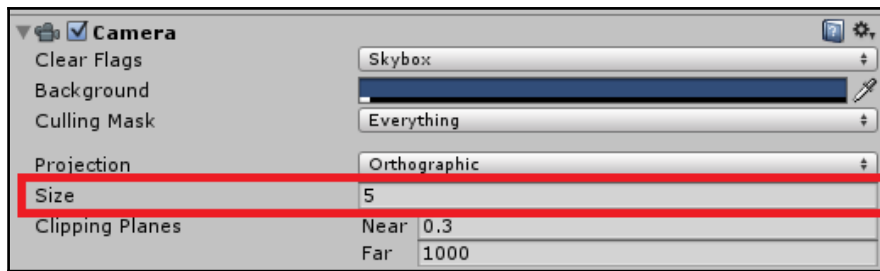 Camera
Clear Flags Skybox
Background
Culling Mask Everything
Projection Orthographic
Size 5
Clipping Planes Near 0.3
Far 1000